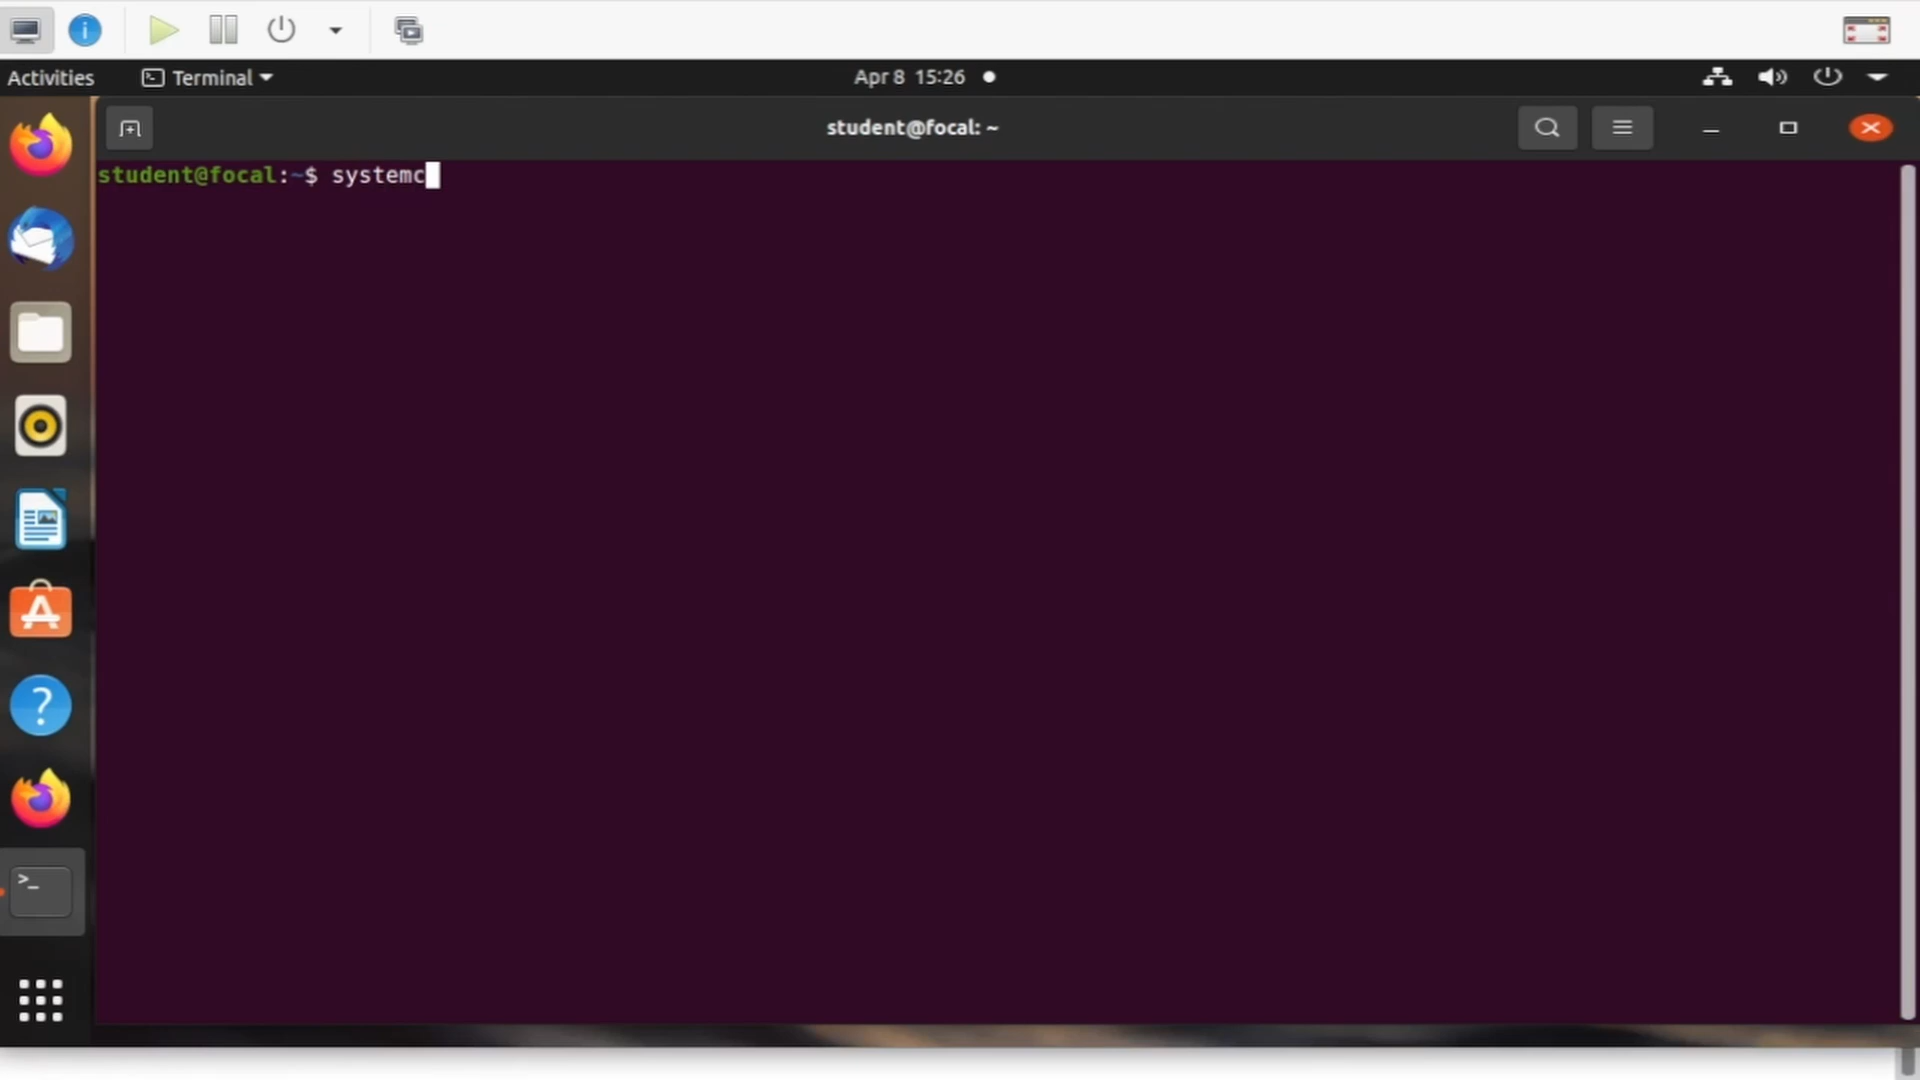 Activities
Terminal
Apr 8 15:26
student@focal: ~
student@focal:~$ systemc